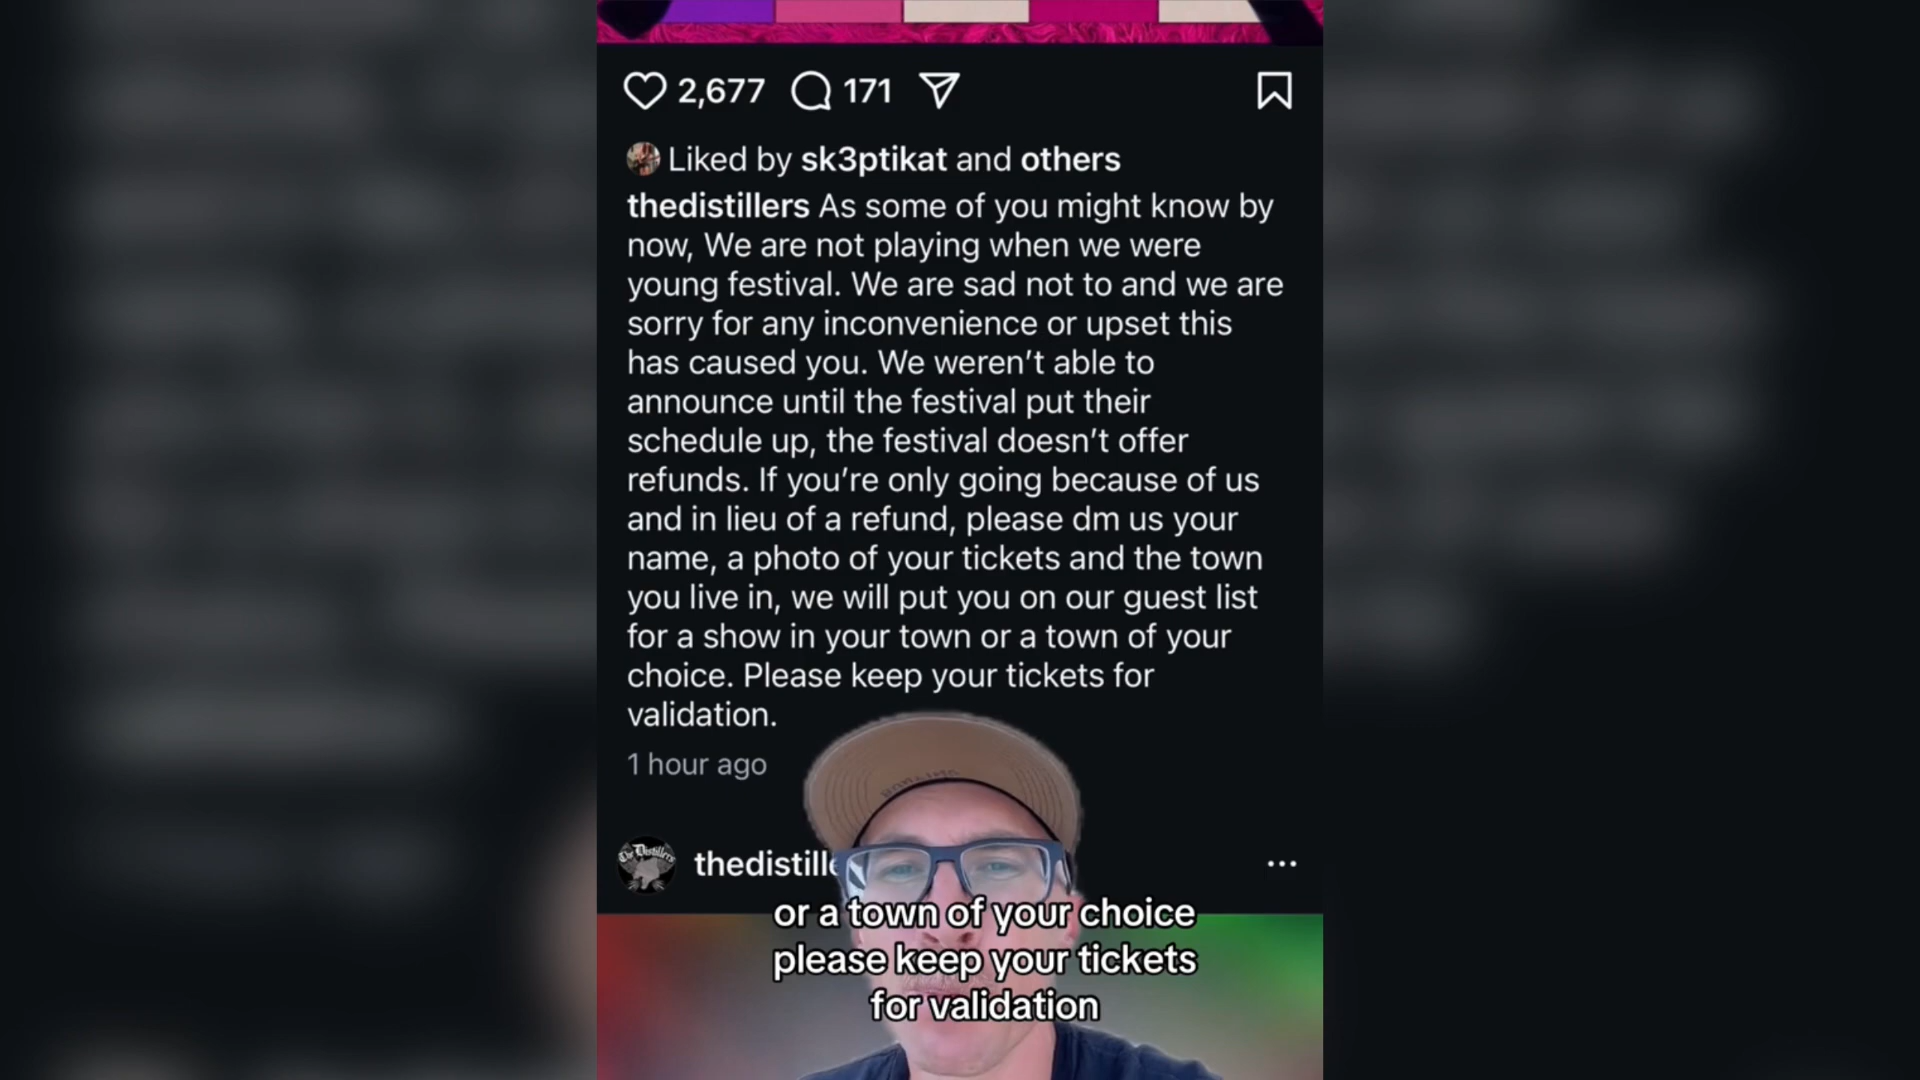 2,677 171
Liked by sk3ptikat and others
thedistillers As some of you might know by
now, We are not playing when we were
young festival. We are sad not to and we are
sorry for any inconvenience or upset this
has caused you. We weren't able to
announce until the festival put their
schedule up, the festival doesn't offer
refunds. If you're only going because of us
and in lieu of a refund, please dm us your
name, a photo of your tickets and the town
you live in, we will put you on our guest list
for a show in your town or a town of your
choice. Please keep your tickets for
validation.
1 hour ago
The Distillers
thedistille
or a town of your choice
please keep your tickets
for validation